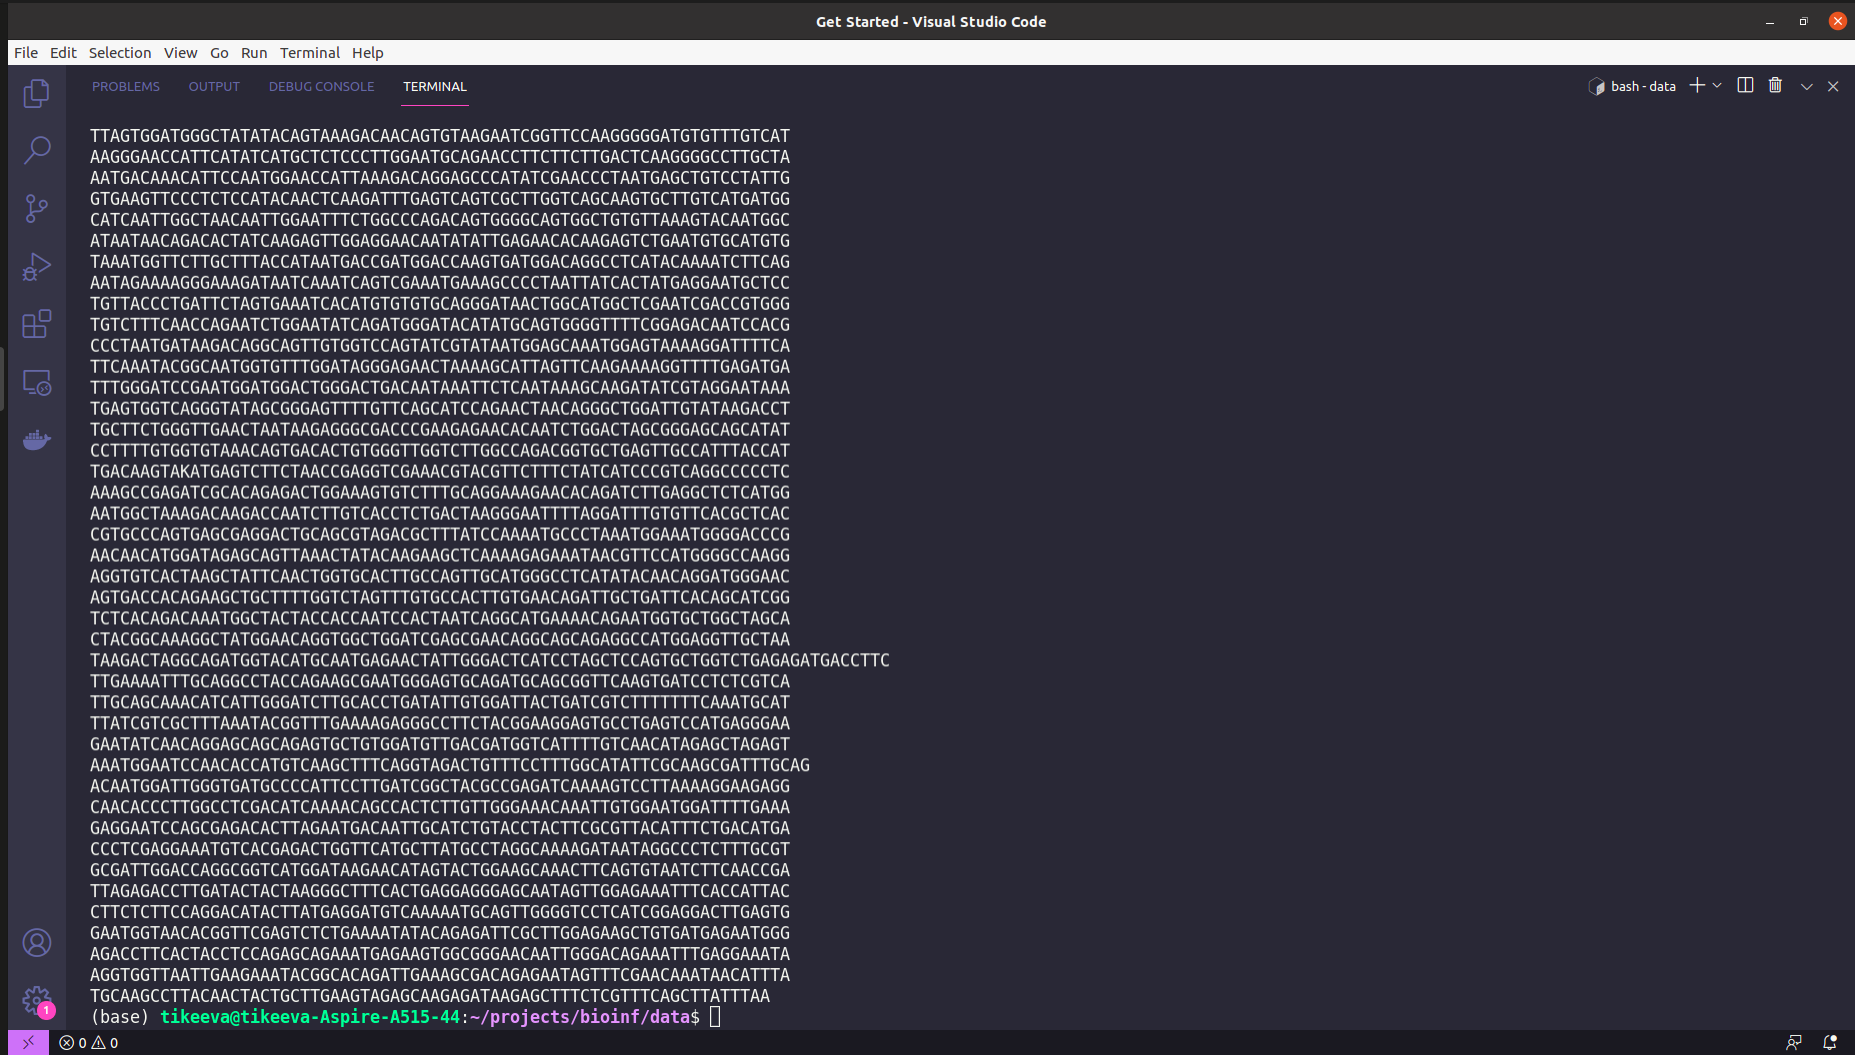 Get Started - Visual Studio Code
File Edit Selection View Go Run Terminal Help
PROBLEMS OUTPUT DEBUG CONSOLE TERMINAL
bash - data
TTAGTGGATGGGCTATATACAGTAAAGACAACAGTGTAAGAATCGGTTCCAAGGGGGATGTGTTTGTCAT
AAGGGAACCATTCATATCATGCTCTCCCTTGGAATGCAGAACCTTCTTCTTGACTCAAGGGGCCTTGCTA
AATGACAAACATTCCAATGGAACCATTAAAGACAGGAGCCCATATCGAACCCTAATGAGCTGTCCTATTG
GTGAAGTTCCCTCTCCATACAACTCAAGATTTGAGTCAGTCGCTTGGTCAGCAAGTGCTTGTCATGATGG
CATCAATTGGCTAACAATTGGAATTTCTGGCCCAGACAGTGGGGCAGTGGCTGTGTTAAAGTACAATGGC
ATAATAACAGACACTATCAAGAGTTGGAGGAACAATATATTGAGAACACAAGAGTCTGAATGTGCATGTG
TAAATGGTTCTTGCTTTACCATAATGACCGATGGACCAAGTGATGGACAGGCCTCATACAAAATCTTCAG
AATAGAAAAGGGAAAGATAATCAAATCAGTCGAAATGAAAGCCCCTAATTATCACTATGAGGAATGCTCC
TGTTACCCTGATTCTAGTGAAATCACATGTGTGTGCAGGGATAACTGGCATGGCTCGAATCGACCGTGGG
TGTCTTTCAACCAGAATCTGGAATATCAGATGGGATACATATGCAGTGGGGTTTTCGGAGACAATCCACG
CCCTAATGATAAGACAGGCAGTTGTGGTCCAGTATCGTATAATGGAGCAAATGGAGTAAAAGGATTTTCA
TTCAAATACGGCAATGGTGTTTGGATAGGGAGAACTAAAAGCATTAGTTCAAGAAAAGGTTTTGAGATGA
TTTGGGATCCGAATGGATGGACTGGGACTGACAATAAATTCTCAATAAAGCAAGATATCGTAGGAATAAA
TGAGTGGTCAGGGTATAGCGGGAGTTTTGTTCAGCATCCAGAACTAACAGGGCTGGATTGTATAAGACCT
TGCTTCTGGGTTGAACTAATAAGAGGGCGACCCGAAGAGAACACAATCTGGACTAGCGGGAGCAGCATAT
CCTTTTGTGGTGTAAACAGTGACACTGTGGGTTGGTCTTGGCCAGACGGTGCTGAGTTGCCATTTACCAT
TGACAAGTAKATGAGTCTTCTAACCGAGGTCGAAACGTACGTTCTTTCTATCATCCCGTCAGGCCCCCTC
AAAGCCGAGATCGCACAGAGACTGGAAAGTGTCTTTGCAGGAAAGAACACAGATCTTGAGGCTCTCATGG
AATGGCTAAAGACAAGACCAATCTTGTCACCTCTGACTAAGGGAATTTTAGGATTTGTGTTCACGCTCAC
CGTGCCCAGTGAGCGAGGACTGCAGCGTAGACGCTTTATCCAAAATGCCCTAAATGGAAATGGGGACCCG
AACAACATGGATAGAGCAGTTAAACTATACAAGAAGCTCAAAAGAGAAATAACGTTCCATGGGGCCAAGG
AGGTGTCACTAAGCTATTCAACTGGTGCACTTGCCAGTTGCATGGGCCTCATATACAACAGGATGGGAAC
AGTGACCACAGAAGCTGCTTTTGGTCTAGTTTGTGCCACTTGTGAACAGATTGCTGATTCACAGCATCGG
TCTCACAGACAAATGGCTACTACCACCAATCCACTAATCAGGCATGAAAACAGAATGGTGCTGGCTAGCA
CTACGGCAAAGGCTATGGAACAGGTGGCTGGATCGAGCGAACAGGCAGCAGAGGCCATGGAGGTTGCTAA
TAAGACTAGGCAGATGGTACATGCAATGAGAACTATTGGGACTCATCCTAGCTCCAGTGCTGGTCTGAGAGATGACCTTC
TTGAAAATTTGCAGGCCTACCAGAAGCGAATGGGAGTGCAGATGCAGCGGTTCAAGTGATCCTCTCGTCA
TTGCAGCAAACATCATTGGGATCTTGCACCTGATATTGTGGATTACTGATCGTCTTTTTTTCAAATGCAT
TTATCGTCGCTTTAAATACGGTTTGAAAAGAGGGCCTTCTACGGAAGGAGTGCCTGAGTCCATGAGGGAA
GAATATCAACAGGAGCAGCAGAGTGCTGTGGATGTTGACGATGGTCATTTTGTCAACATAGAGCTAGAGT
AAATGGAATCCAACACCATGTCAAGCTTTCAGGTAGACTGTTTCCTTTGGCATATTCGCAAGCGATTTGCAG
ACAATGGATTGGGTGATGCCCCATTCCTTGATCGGCTACGCCGAGATCAAAAGTCCTTAAAAGGAAGAGG
CAACACCCTTGGCCTCGACATCAAAACAGCCACTCTTGTTGGGAAACAAATTGTGGAATGGATTTTGAAA
GAGGAATCCAGCGAGACACTTAGAATGACAATTGCATCTGTACCTACTTCGCGTTACATTTCTGACATGA
CCCTCGAGGAAATGTCACGAGACTGGTTCATGCTTATGCCTAGGCAAAAGATAATAGGCCCTCTTTGCGT
GCGATTGGACCAGGCGGTCATGGATAAGAACATAGTACTGGAAGCAAACTTCAGTGTAATCTTCAACCGA
TTAGAGACCTTGATACTACTAAGGGCTTTCACTGAGGAGGGAGCAATAGTTGGAGAAATTTCACCATTAC
CTTCTCTTCCAGGACATACTTATGAGGATGTCAAAAATGCAGTTGGGGTCCTCATCGGAGGACTTGAGTG
GAATGGTAACACGGTTCGAGTCTCTGAAAATATACAGAGATTCGCTTGGAGAAGCTGTGATGAGAATGGG
AGACCTTCACTACCTCCAGAGCAGAAATGAGAAGTGGCGGGAACAATTGGGACAGAAATTTGAGGAAATA
AGGTGGTTAATTGAAGAAATACGGCACAGATTGAAAGCGACAGAGAATAGTTTCGAACAAATAACATTTA
TGCAAGCCTTACAACTACTGCTTGAAGTAGAGCAAGAGATAAGAGCTTTCTCGTTTCAGCTTATTTAA
(base) tikeeva@tikeeva-Aspire-A515-44:~/projects/bioinf/data$
1
0 0